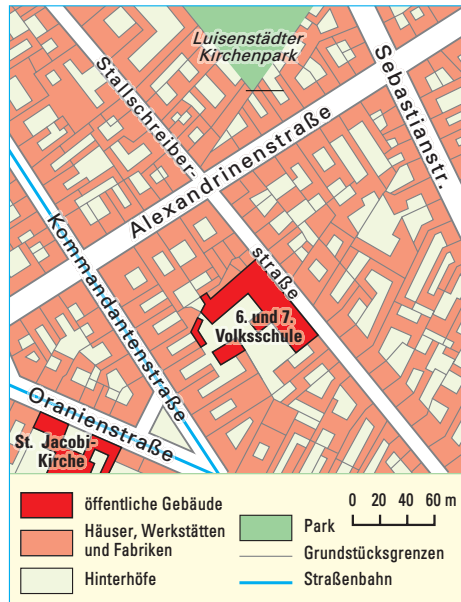 Luisenstädter
Kirchenpark
Sebastianstr.
Stallschreiber-
straße
Alexandrinenstraße
Kommandantenstraße
6. und 7.
Volksschule
Oranienstraße
St. Jacobi-
Kirche
öffentliche Gebäude
Häuser, Werkstätten
und Fabriken
Hinterhöfe
0 20 40 60 m
Park
Grundstücksgrenzen
Straßenbahn